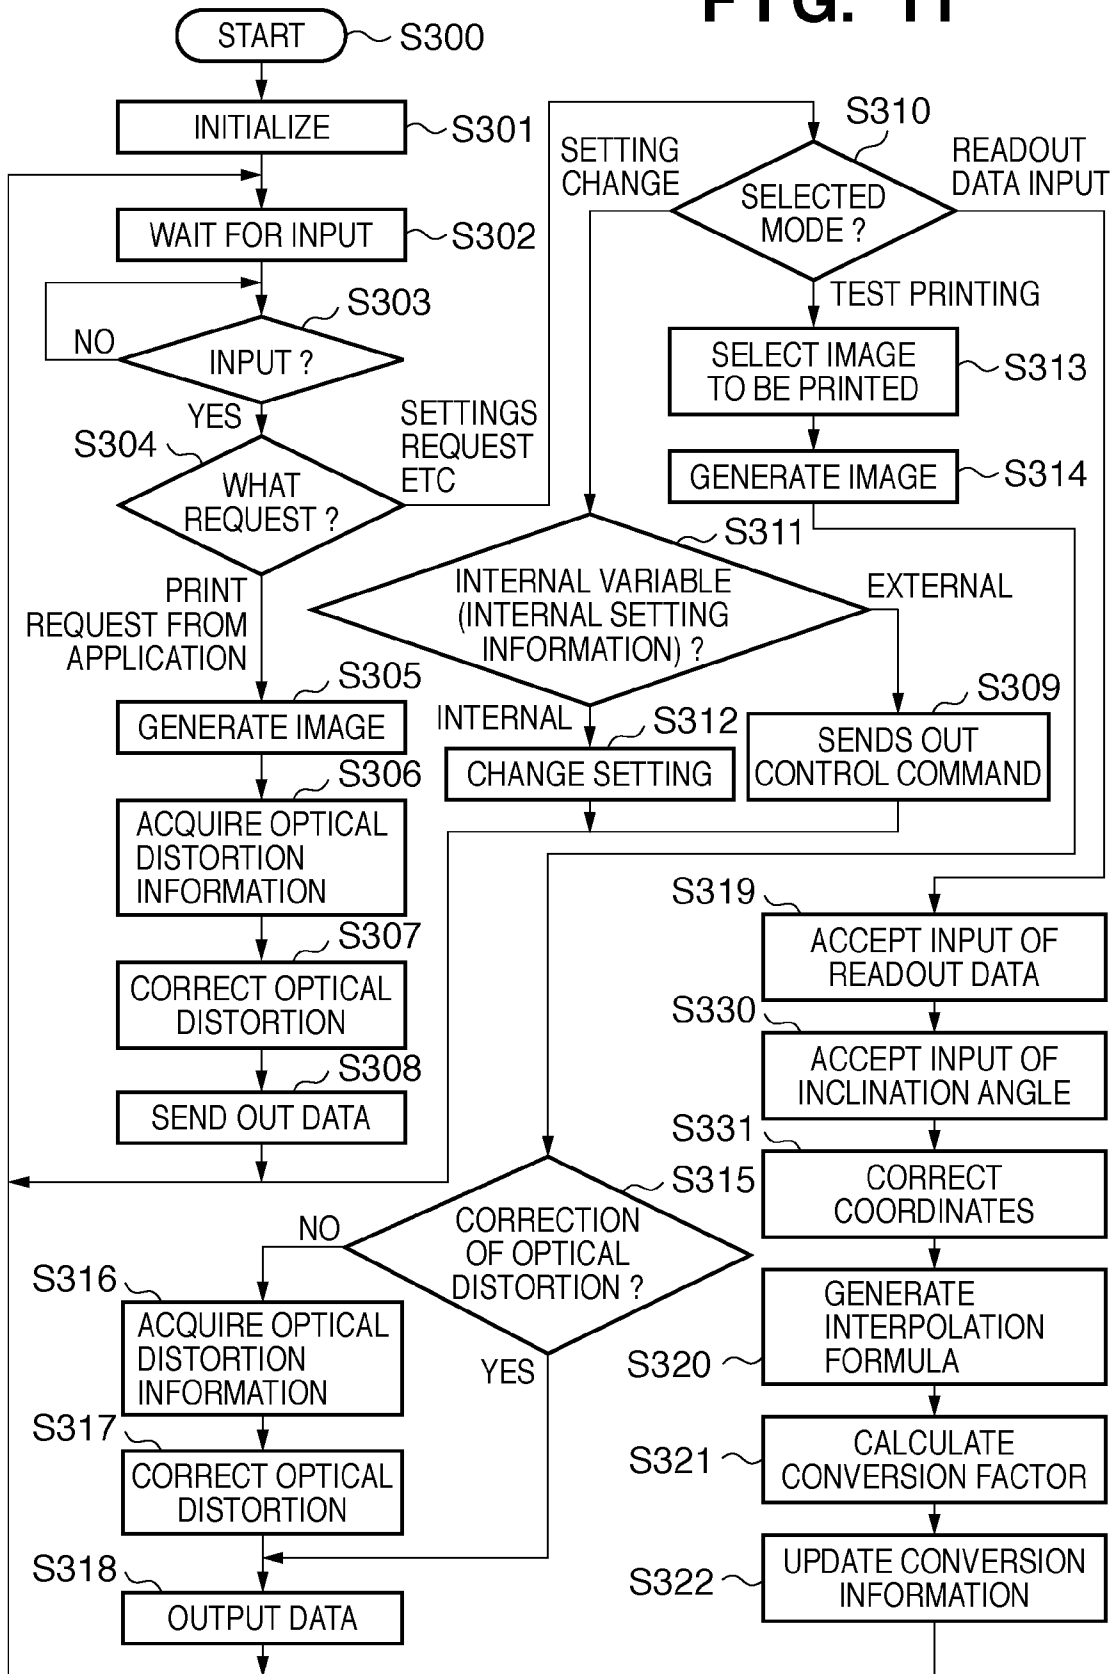 FIG. 11
START
S300
INITIALIZE
S301
WAIT FOR INPUT
S302
S303
NO
INPUT ?
YES
S304
WHAT
REQUEST ?
SETTINGS
REQUEST
ETC
PRINT
REQUEST FROM
APPLICATION
S305
GENERATE IMAGE
S306
ACQUIRE OPTICAL
DISTORTION
INFORMATION
S307
CORRECT OPTICAL
DISTORTION
S308
SEND OUT DATA
S310
SETTING
CHANGE
SELECTED
MODE ?
READOUT
DATA INPUT
TEST PRINTING
SELECT IMAGE
TO BE PRINTED
S313
GENERATE IMAGE
S314
S311
INTERNAL VARIABLE
(INTERNAL SETTING
INFORMATION) ?
EXTERNAL
INTERNAL
S312
CHANGE SETTING
S309
SENDS OUT
CONTROL COMMAND
S315
CORRECTION
OF OPTICAL
DISTORTION ?
NO
YES
S316
ACQUIRE OPTICAL
DISTORTION
INFORMATION
S317
CORRECT OPTICAL
DISTORTION
S318
OUTPUT DATA
S319
ACCEPT INPUT OF
READOUT DATA
S330
ACCEPT INPUT OF
INCLINATION ANGLE
S331
CORRECT
COORDINATES
GENERATE
INTERPOLATION
FORMULA
S320
CALCULATE
CONVERSION FACTOR
S321
UPDATE CONVERSION
INFORMATION
S322